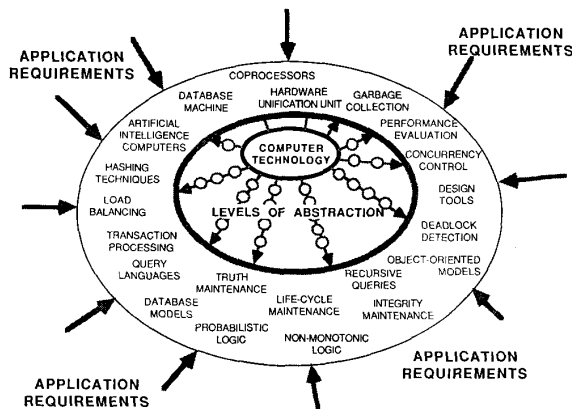 APPLICATION
REQUIREMENTS
APPLICATION
REQUIREMENTS
COPROCESSORS
DATABASE
MACHINE
HARDWARE
UNIFICATION UNIT
GARBAGE
COLLECTION
ARTIFICIAL
INTELLIGENCE
COMPUTERS
PERFORMANCE
EVALUATION
COMPUTER
TECHNOLOGY
CONCURRENCY
CONTROL
HASHING
TECHNIQUES
DESIGN
TOOLS
LOAD
BALANCING
LEVELS OF ABSTRACTION
DEADLOCK
DETECTION
TRANSACTION
PROCESSING
QUERY
LANGUAGES
OBJECT-ORIENTED MODELS
TRUTH
MAINTENANCE
RECURSIVE
QUERIES
DATABASE
MODELS
LIFE-CYCLE
MAINTENANCE
INTEGRITY
MAINTENANCE
PROBABILISTIC
LOGIC
NON-MONOTONIC
LOGIC
APPLICATION
REQUIREMENTS
APPLICATION
REQUIREMENTS